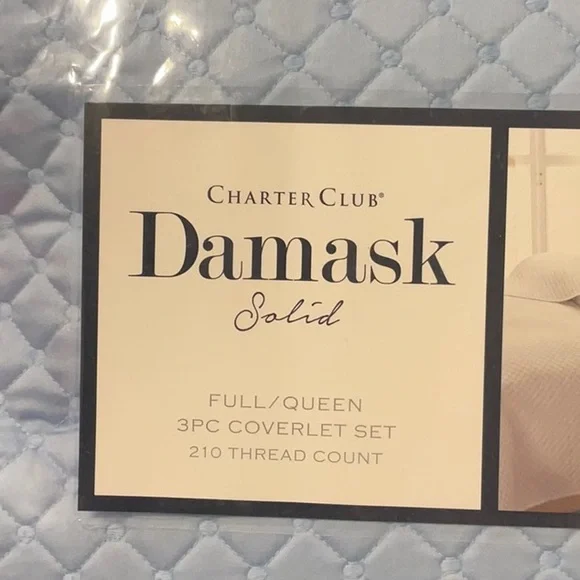 CHARTER CLUB®
Damask
Solid
FULL/QUEEN
3PC COVERLET SET
210 THREAD COUNT